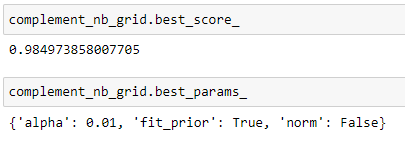 complement_nb_grid.best_score_
0.984973858007705
complement_nb_grid.best_params_
{'alpha': 0.01, 'fit_prior': True, 'norm': False}